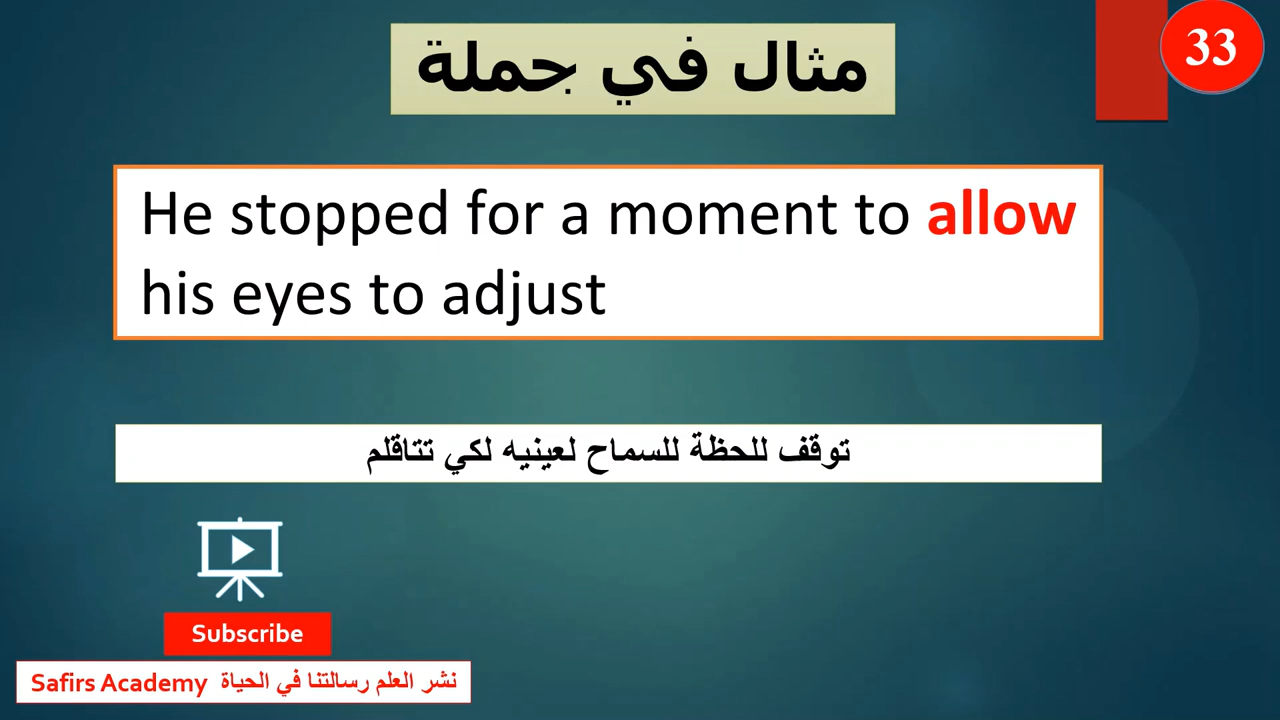 مثال في جملة
33
He stopped for a moment to allow
his eyes to adjust
توقف للحظة للسماح لعينيه لكي تتاقلم
Subscribe
Safirs Academy نشر العلم رسالتنا في الحياة